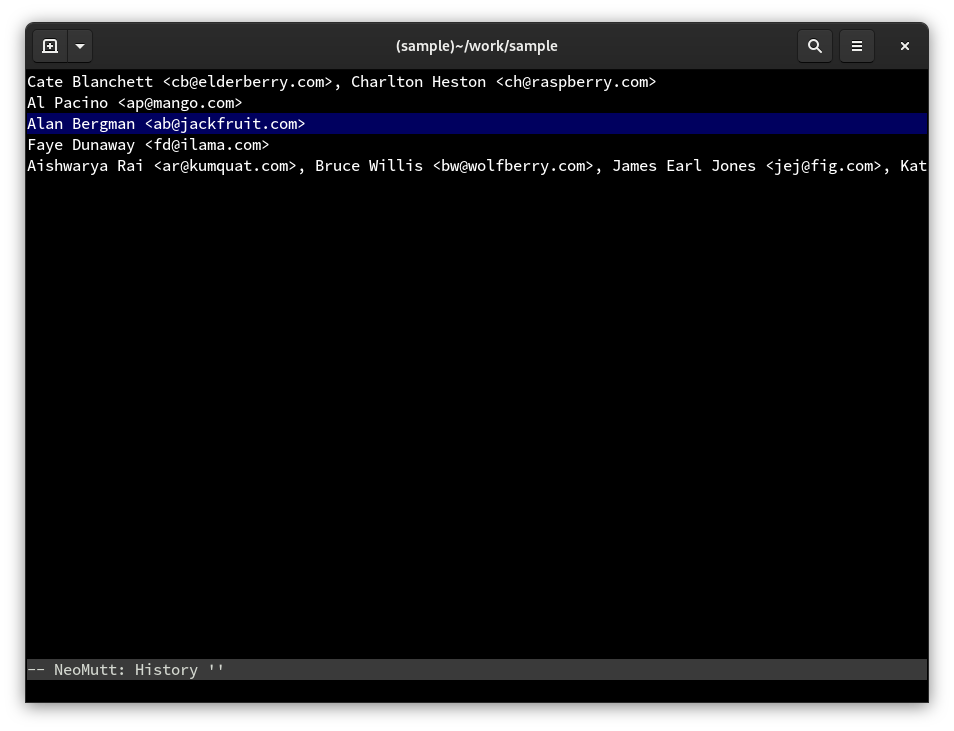 (sample)~/work/sample
Cate Blanchett <cb@elderberry.com>, Charlton Heston <ch@raspberry.com>
Al Pacino <ap@mango.com>
Alan Bergman <ab@jackfruit.com>
Faye Dunaway <fd@ilama.com>
Aishwarya Rai <ar@kumquat.com>, Bruce Willis <bw@wolfberry.com>, James Earl Jones <jej@fig.com>, Kat
-- NeoMutt: History ''